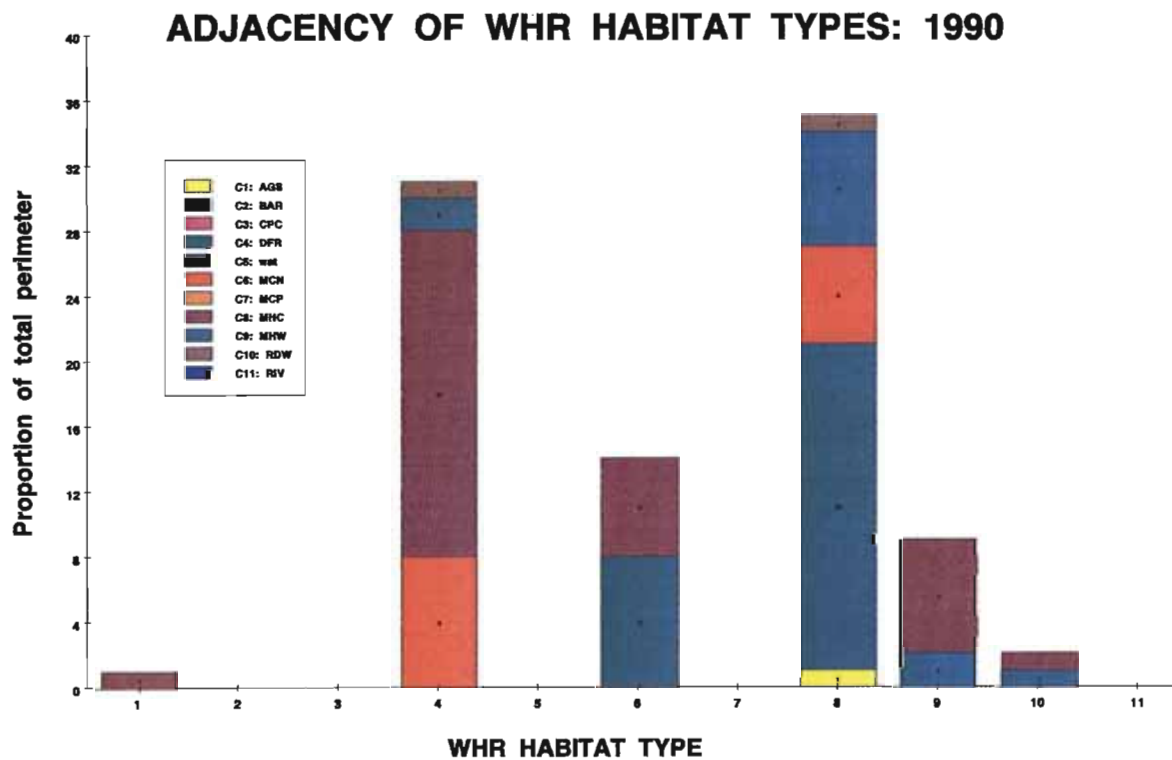 ADJACENCY OF WHR HABITAT TYPES: 1990
Proportion of total perimeter
40
36
32
28
24
20
16
12
8
4
0
C1: AGS
C2: BAR
C3: CPC
C4: DFR
C5: wat
C6: MCN
C7: MCP
C8: MHC
C9: MHW
C10: RDW
C11: RIV
1 2 3 4 5 6 7 8 9 10 11
WHR HABITAT TYPE